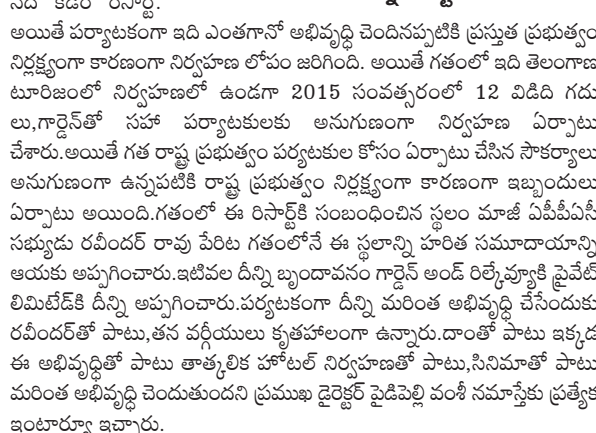 అయితే పర్యాటకంగా ఇది ఎంతగానో అభివృద్ధి చెందినప్పటికి ప్రస్తుత ప్రభుత్వం
నిర్లక్ష్యంగా కారణంగా నిర్వహణ లోపం జరిగింది. అయితే గతంలో ఇది తెలంగాణ
టూరిజంలో నిర్వహణలో ఉండగా 2015 సంవత్సరంలో 12 విడిది గదు
లు,గార్డెన్‌తో సహా పర్యాటకులకు అనుగుణంగా నిర్వహణ ఏర్పాటు
చేశారు.అయితే గత రాష్ట్ర ప్రభుత్వం పర్యటకుల కోసం ఏర్పాటు చేసిన సౌకర్యాలు
అనుగుణంగా ఉన్నపటికి రాష్ట్ర ప్రభుత్వం నిర్లక్ష్యంగా కారణంగా ఇబ్బందులు
ఏర్పాటు అయింది.గతంలో ఈ రిసార్ట్‌కి సంబంధించిన స్థలం మాజీ ఏపీపీఏసీ
సభ్యుడు రవీందర్ రావు పేరిట గతంలోనే ఈ స్థలాన్ని హరిత సమూదాయాన్ని
ఆయకు అప్పగించారు.ఇటివల దీన్ని బృందావనం గార్డెన్ అండ్ రిల్కేవ్యూకి ప్రైవేట్
లిమిటేడ్‌కి దీన్ని అప్పగించారు.పర్యటకంగా దీన్ని మరింత అభివృద్ధి చేసేందుకు
రవీందర్‌తో పాటు,తన వర్గీయులు కృతహాలంగా ఉన్నారు.దాంతో పాటు ఇక్కడ
ఈ అభివృద్ధితో పాటు తాత్కలిక హోటల్ నిర్వహణతో పాటు,సినిమాతో పాటు
మరింత అభివృద్ధి చెందుతుందని ప్రముఖ డైరెక్టర్ పైడిపెల్లి వంశీ నమాస్తేకు ప్రత్యేక
ఇంటార్వ్యూ ఇచ్చారు.